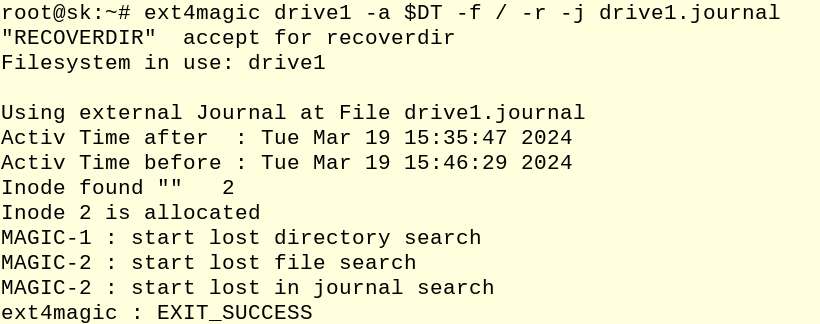 root@sk:~# ext4magic drive1 -a $DT -f / -r -j drive1.journal
"RECOVERDIR"  accept for recoverdir
Filesystem in use: drive1

Using external Journal at File drive1.journal
Activ Time after  : Tue Mar 19 15:35:47 2024
Activ Time before : Tue Mar 19 15:46:29 2024
Inode found ""   2
Inode 2 is allocated
MAGIC-1 : start lost directory search
MAGIC-2 : start lost file search
MAGIC-2 : start lost in journal search
ext4magic : EXIT_SUCCESS